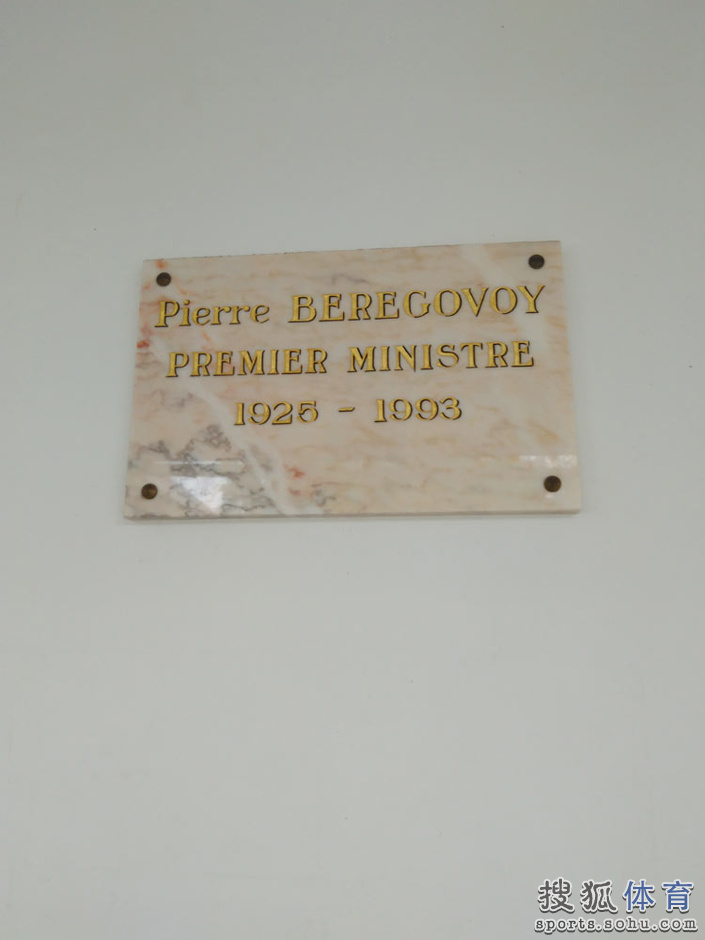 Pierre BEREGOVOY
PREMIER MINISTRE
1925 - 1993
搜狐体育
sports.sohu.com